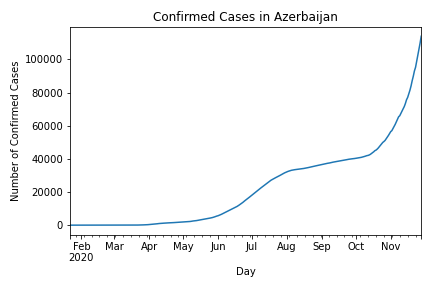 Confirmed Cases in Azerbaijan
Number of Confirmed Cases
100000
80000
60000
40000
20000
0
Feb Mar Apr May Jun Jul Aug Sep Oct Nov
2020
Day